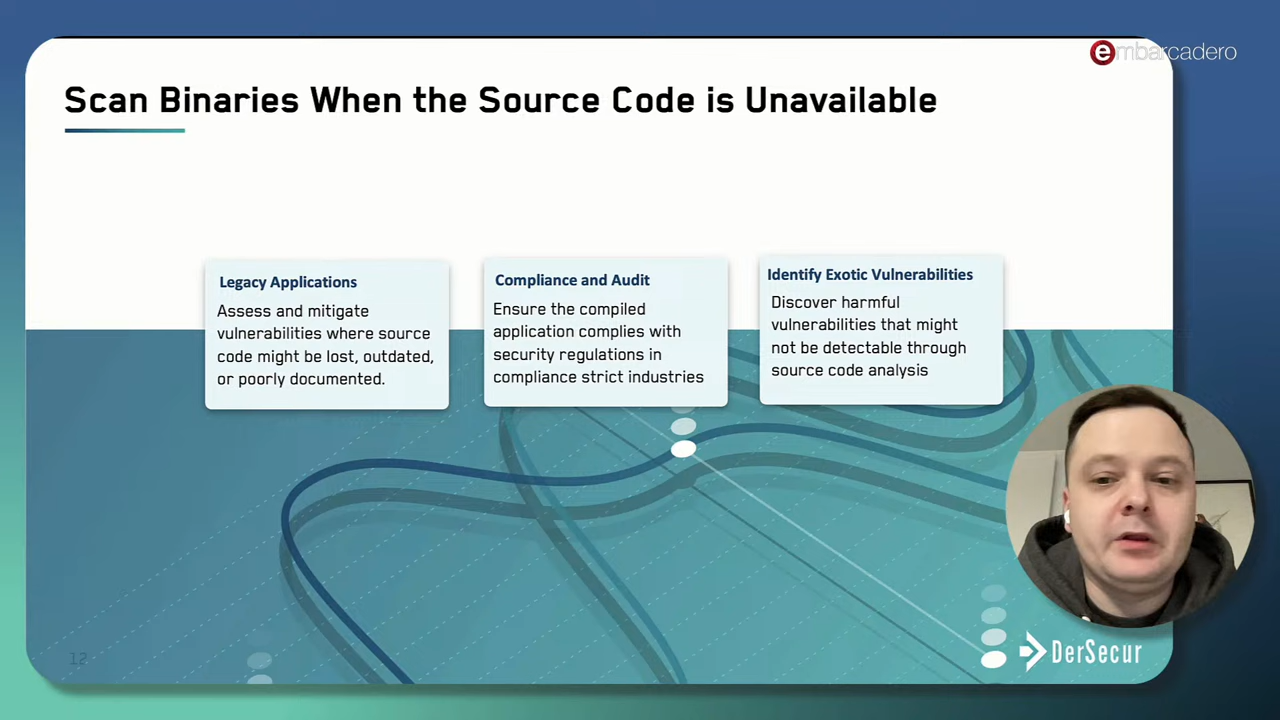 embarcadero
Scan Binaries When the Source Code is Unavailable
Legacy Applications
Assess and mitigate
vulnerabilities where source
code might be lost, outdated,
or poorly documented.
Compliance and Audit
Ensure the compiled
application complies with
security regulations in
compliance strict industries
Identify Exotic Vulnerabilities
Discover harmful
vulnerabilities that might
not be detectable through
source code analysis
12
DerSecur